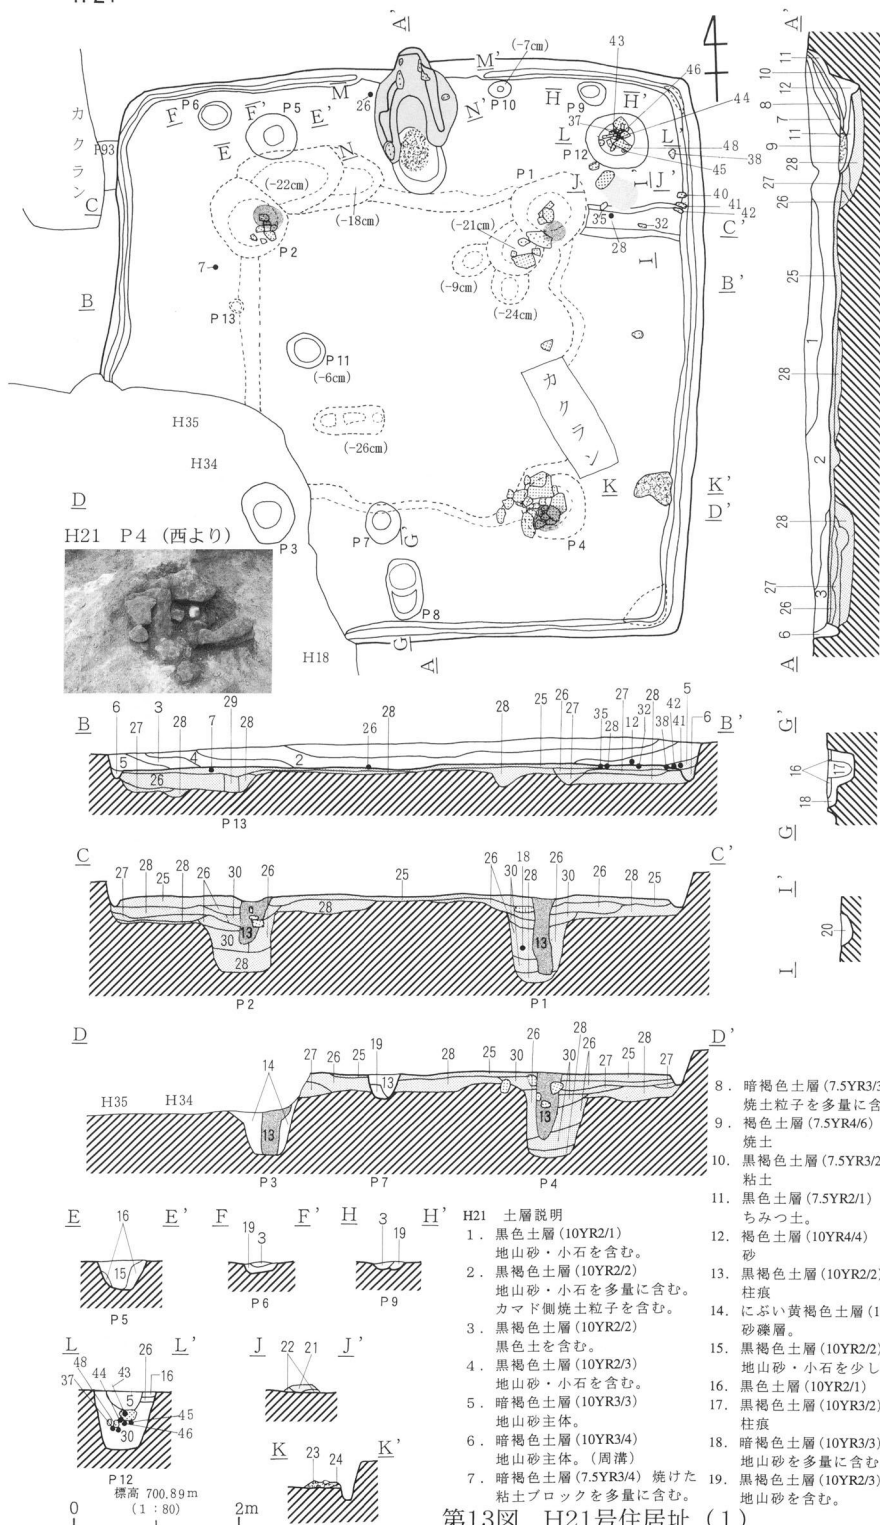 A'
43
(-7cm)
46
M'
M
26
N'
P10
H
P9
H'
37
44
P6
F
F'
P5
E'
E
N
L
P12
L'
48
38
45
カクラン
F93
C
(-22cm)
(-18cm)
P1
J
J'
I'
40
41
42
(-21cm)
35
32
C'
28
I
P2
7
(-9cm)
(-24cm)
B
B'
P13
P11
(-6cm)
カクラン
H35
(-26cm)
H34
K
K'
D
D'
P3
P7
G'
P4
P8
G
H18
A
H21 P4 (西より)
A'
11
10
12
8
7
11
9
28
27
26
25
1
28
2
28
27
3
26
6
A
B
6
27
3
28
4
7
29
28
2
26
28
28
25
26
27
35
28
27
12
32
28
38
42
41
5
6
B'
5
26
P13
G'
16
17
18
G
C
27
28
25
28
26
30
26
25
26
30
18
28
26
30
26
28
25
C'
13
30
28
28
13
P2
P1
I'
20
I
D
H35 H34
14
27
26
25
19
28
25
30
26
28
30
26
27
25
28
27
D'
13
13
13
P3
P7
P4
E
16
E'
15
P5
F
19
3
F'
P6
H
3
19
H'
P9
L
48
37
44
43
26
16
L'
5
45
46
30
P12
J
22
21
J'
K
23
24
K'
標高 700.89m
(1:80)
0
2m
H21 土層説明
1. 黒色土層(10YR2/1)
地山砂・小石を含む。
2. 黒褐色土層(10YR2/2)
地山砂・小石を多量に含む。
カマド側焼土粒子を含む。
3. 黒褐色土層(10YR2/2)
黒色土を含む。
4. 黒褐色土層(10YR2/3)
地山砂・小石を含む。
5. 暗褐色土層(10YR3/3)
地山砂主体。
6. 暗褐色土層(10YR3/4)
地山砂主体。(周溝)
7. 暗褐色土層(7.5YR3/4) 焼けた
粘土ブロックを多量に含む。
8. 暗褐色土層(7.5YR3/3
焼土粒子を多量に含
9. 褐色土層(7.5YR4/6)
焼土
10. 黒褐色土層(7.5YR3/2
粘土
11. 黒色土層(7.5YR2/1)
ちみつ土。
12. 褐色土層(10YR4/4)
砂
13. 黒褐色土層(10YR2/2)
柱痕
14. にぶい黄褐色土層(1
砂礫層。
15. 黒褐色土層(10YR2/2)
地山砂・小石を少し
16. 黒色土層(10YR2/1)
17. 黒褐色土層(10YR3/2)
柱痕
18. 暗褐色土層(10YR3/3)
地山砂を多量に含む
19. 黒褐色土層(10YR2/3)
地山砂を含む。
第13図 H21号住居址(1)